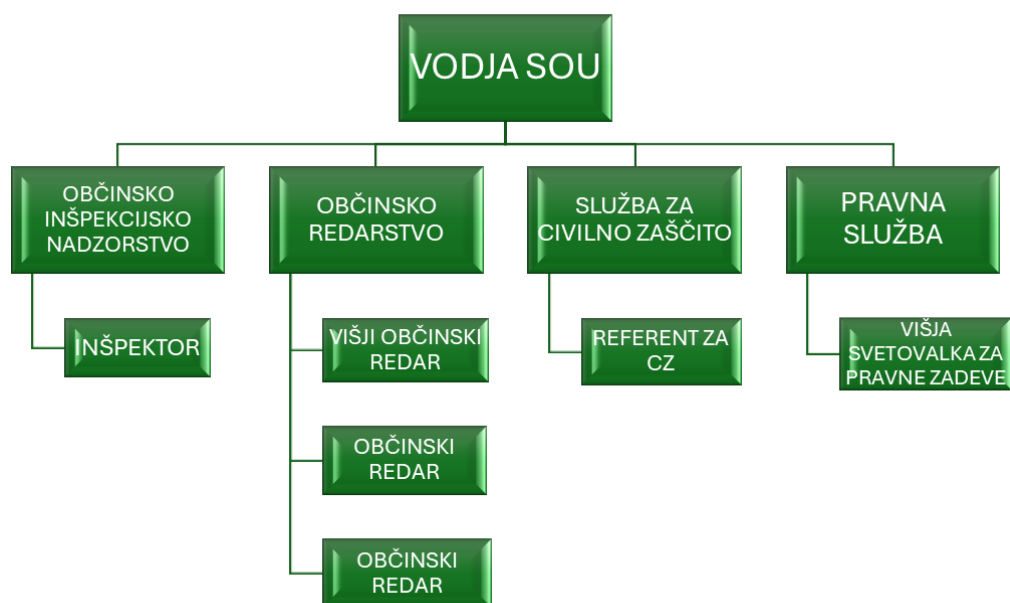 VODJA SOU
OBČINSKO
INŠPEKCIJSKO
NADZORSTVO
OBČINSKO
REDARSTVO
SLUŽBA ZA
CIVILNO ZAŠČITO
PRAVNA
SLUŽBA
INŠPEKTOR
VIŠJI OBČINSKI
REDAR
OBČINSKI
REDAR
OBČINSKI
REDAR
REFERENT ZA
CZ
VIŠJA
SVETOVALKA ZA
PRAVNE ZADEVE